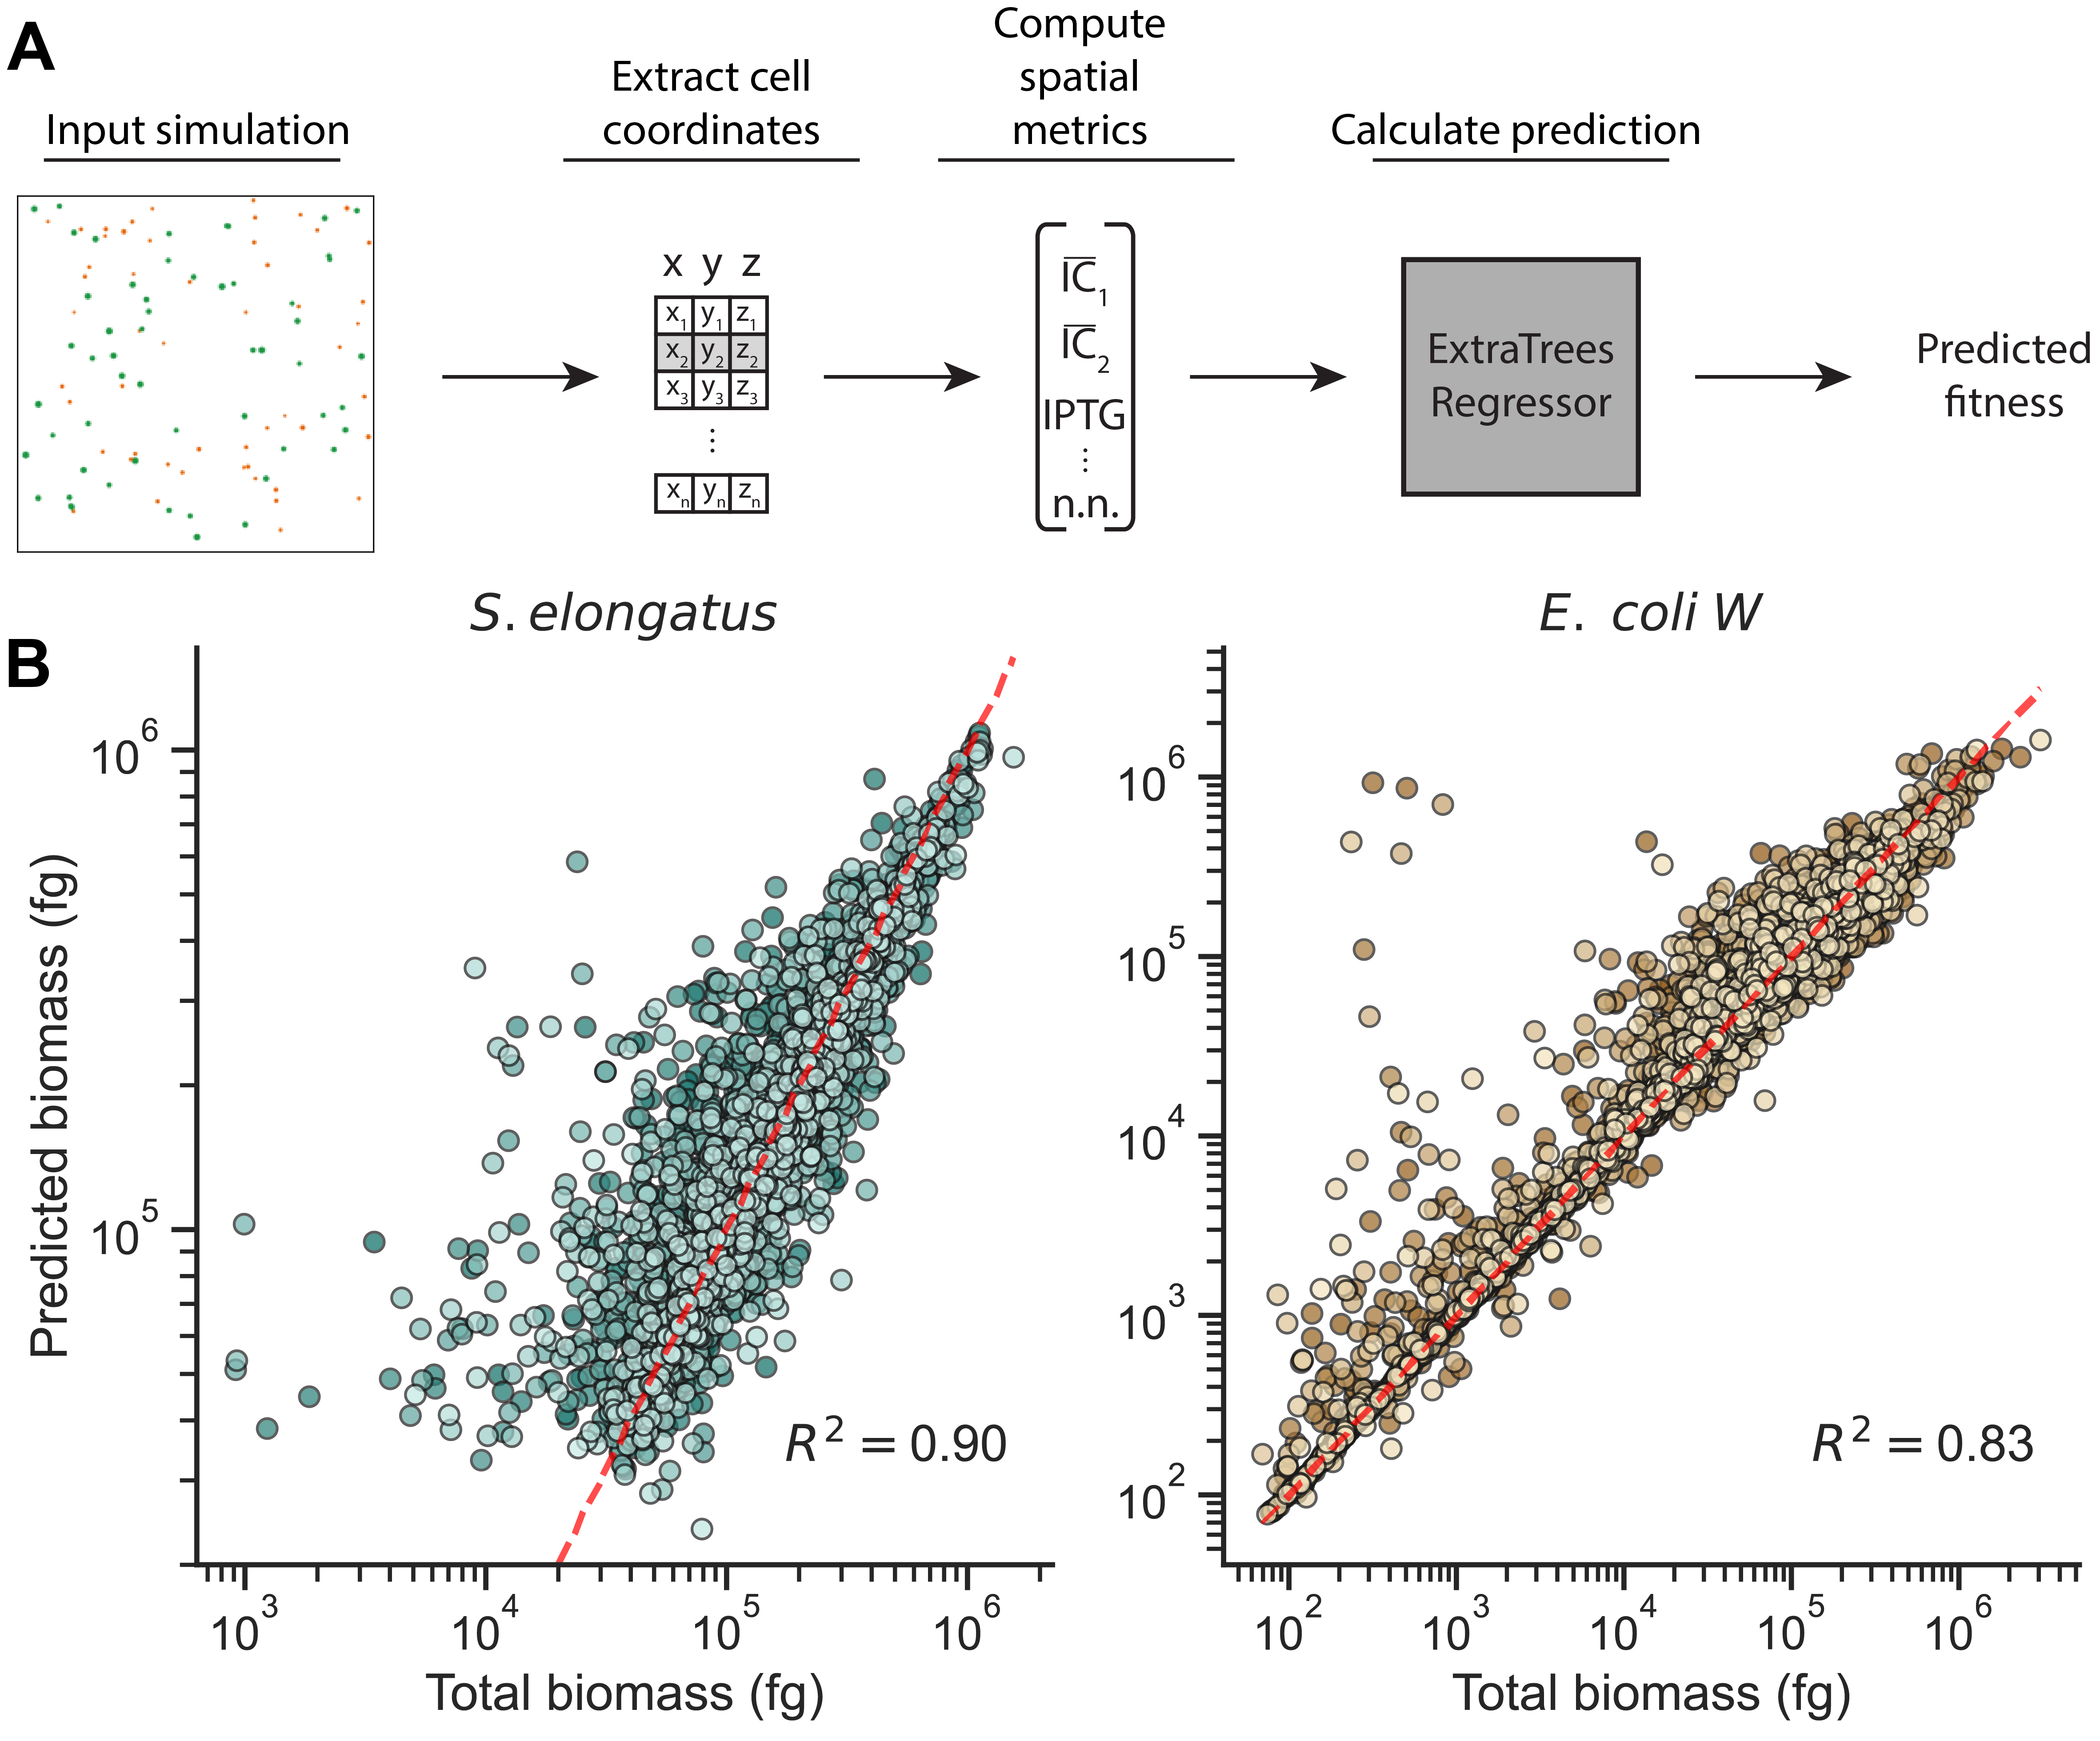 A
Input simulation
Extract cell
coordinates
Compute
spatial
metrics
Calculate prediction
x y z
x1 y1 z1
x2 y2 z2
x3 y3 z3
⋮
xn yn zn
IC̅1
IC̅2
IPTG
⋮
n.n.
ExtraTrees
Regressor
Predicted
fitness
B
S. elongatus
Predicted biomass (fg)
10^6
10^5
R^2 = 0.90
10^3 10^4 10^5 10^6
Total biomass (fg)
E. coli W
10^6
10^5
10^4
10^3
10^2
R^2 = 0.83
10^2 10^3 10^4 10^5 10^6
Total biomass (fg)